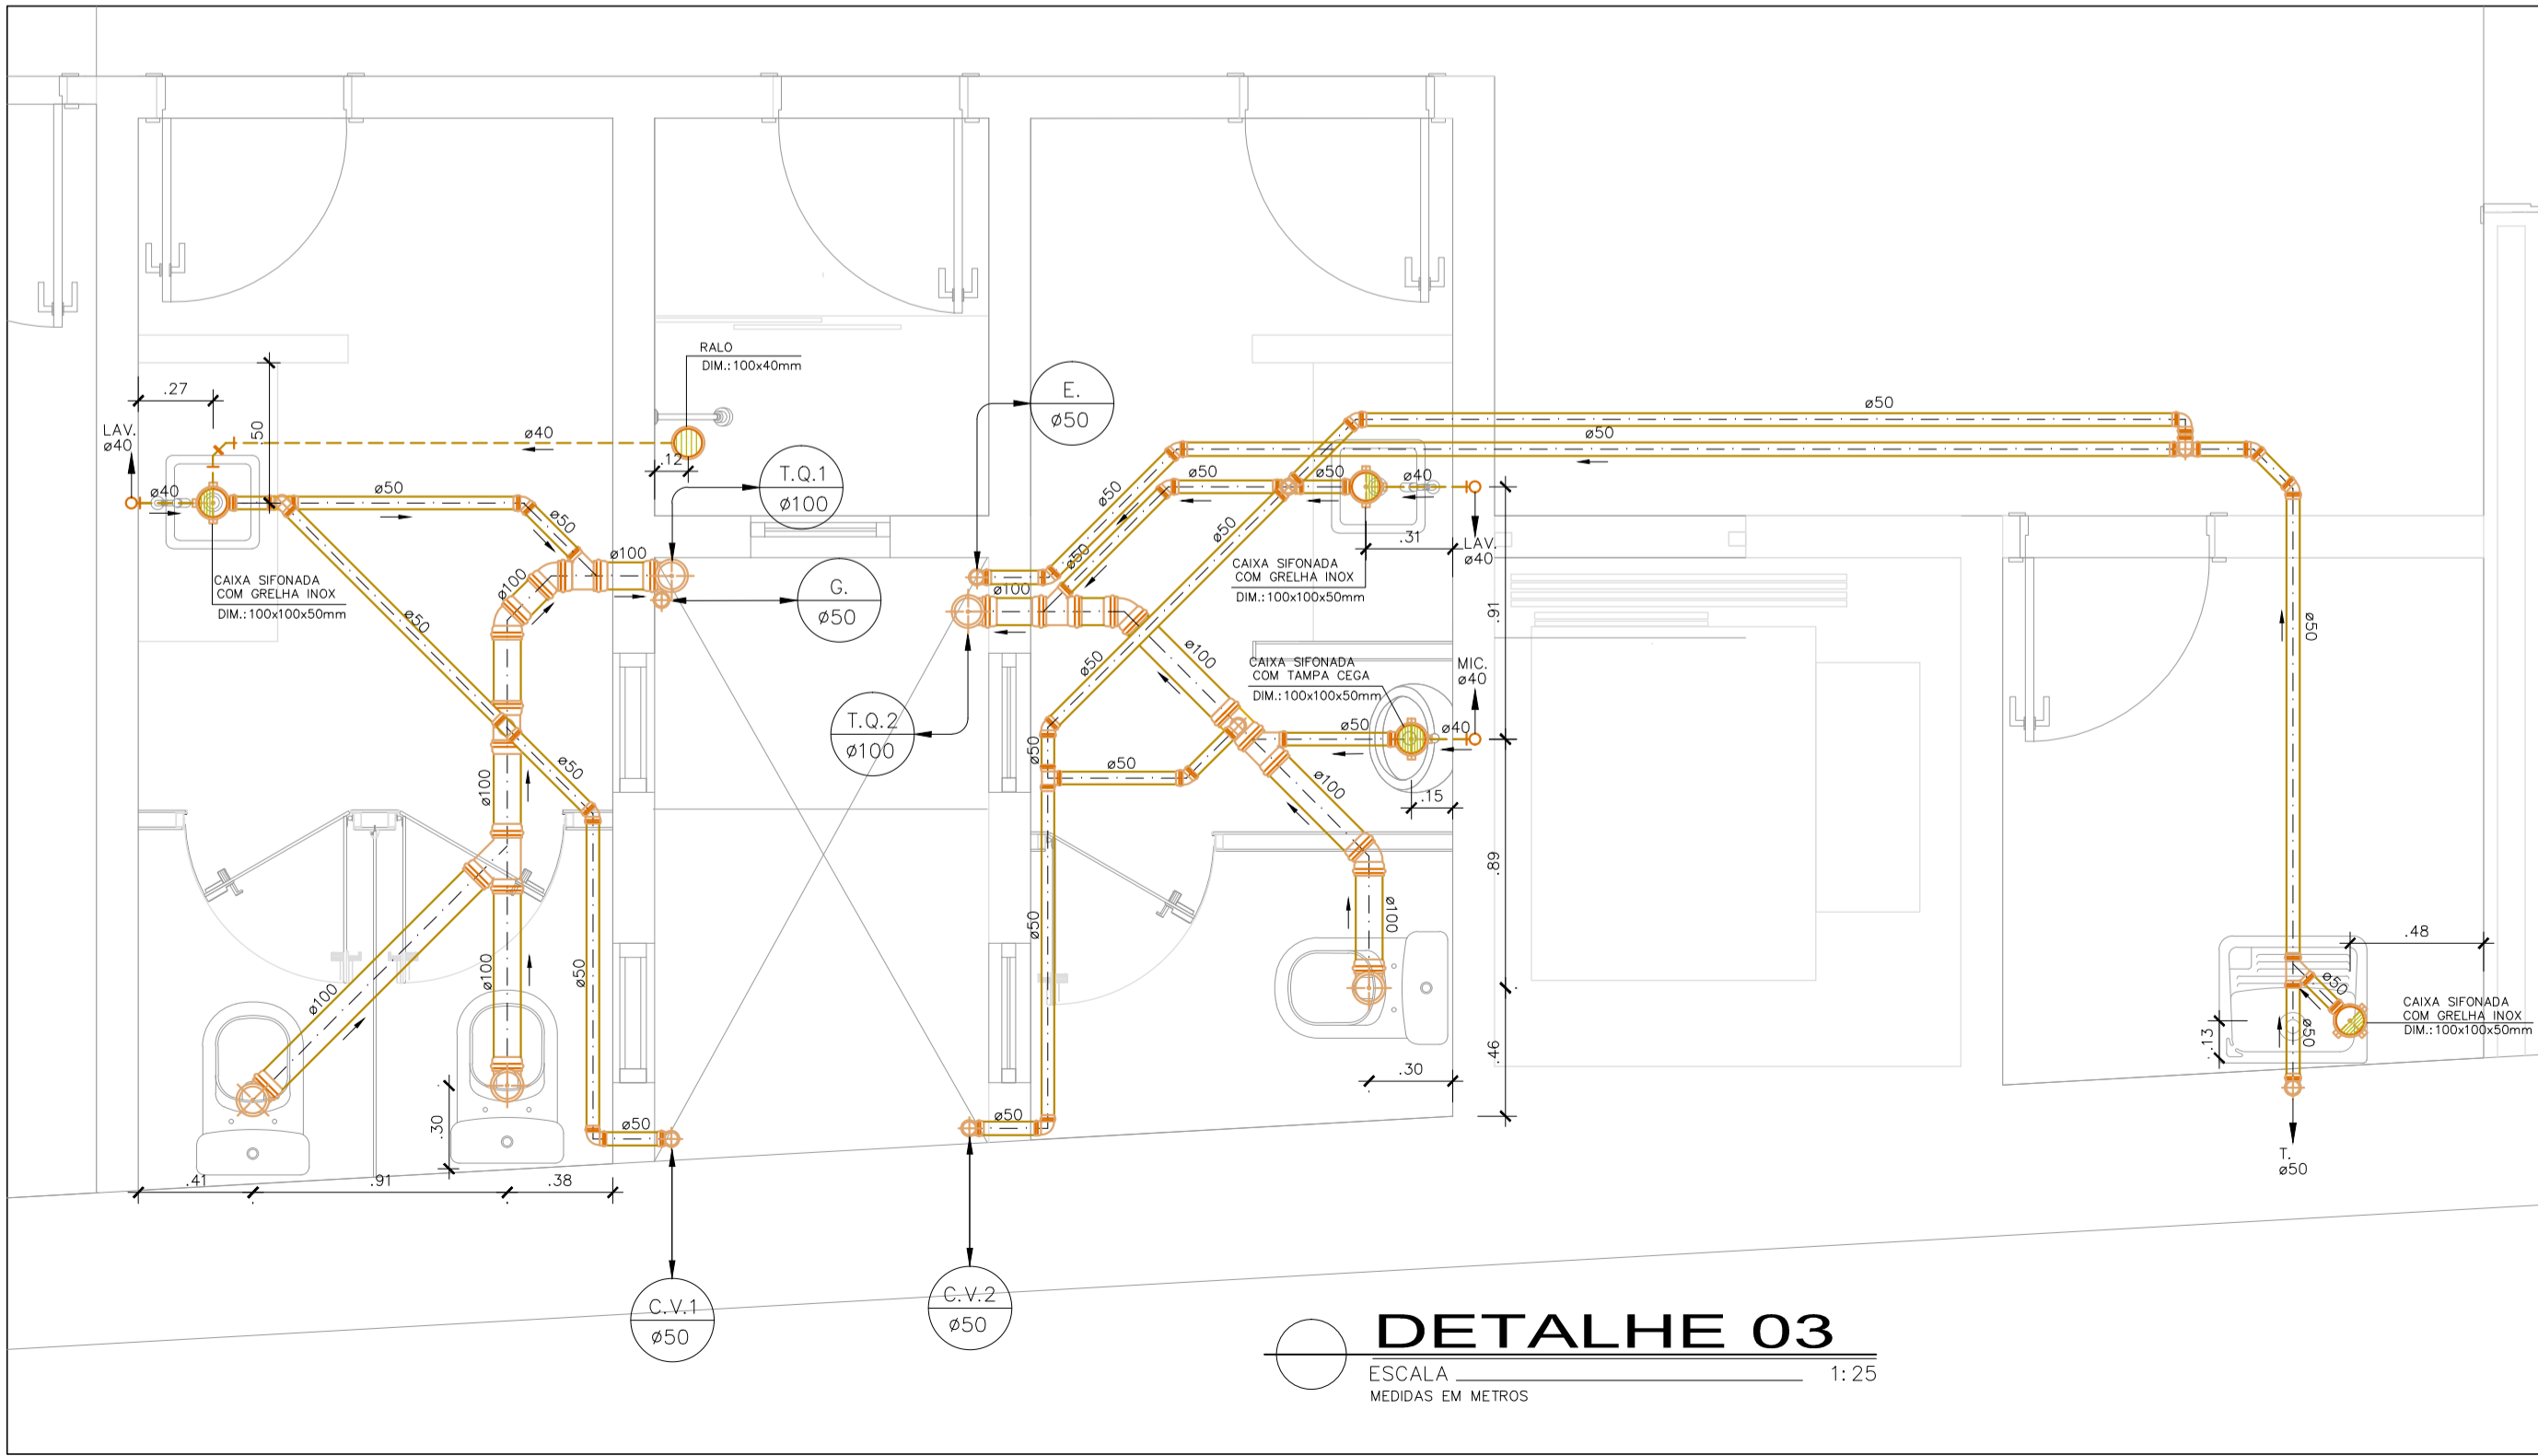 RALO
DIM.:100x40mm
E.
ø50
.27
.50
LAV.
ø40
ø40
ø40
.12
T.Q.1
ø100
ø50
ø50
ø100
ø100
G.
ø50
CAIXA SIFONADA
COM GRELHA INOX
DIM.:100x100x50mm
ø50
ø50
ø50
ø50
ø50
ø40
ø50
ø50
ø50
ø100
.31
LAV.
ø40
CAIXA SIFONADA
COM GRELHA INOX
DIM.:100x100x50mm
.91
ø50
ø50
ø100
CAIXA SIFONADA
COM TAMPA CEGA
DIM.:100x100x50mm
MIC.
ø40
T.Q.2
ø100
ø50
ø40
ø50
ø50
ø50
ø100
ø100
.15
.89
ø50
ø100
ø50
ø100
ø100
.48
ø50
CAIXA SIFONADA
COM GRELHA INOX
DIM.:100x100x50mm
ø50
.13
.46
.30
.30
ø50
ø50
.41
.91
.38
T.
ø50
C.V.1
ø50
C.V.2
ø50
DETALHE 03
ESCALA 1:25
MEDIDAS EM METROS